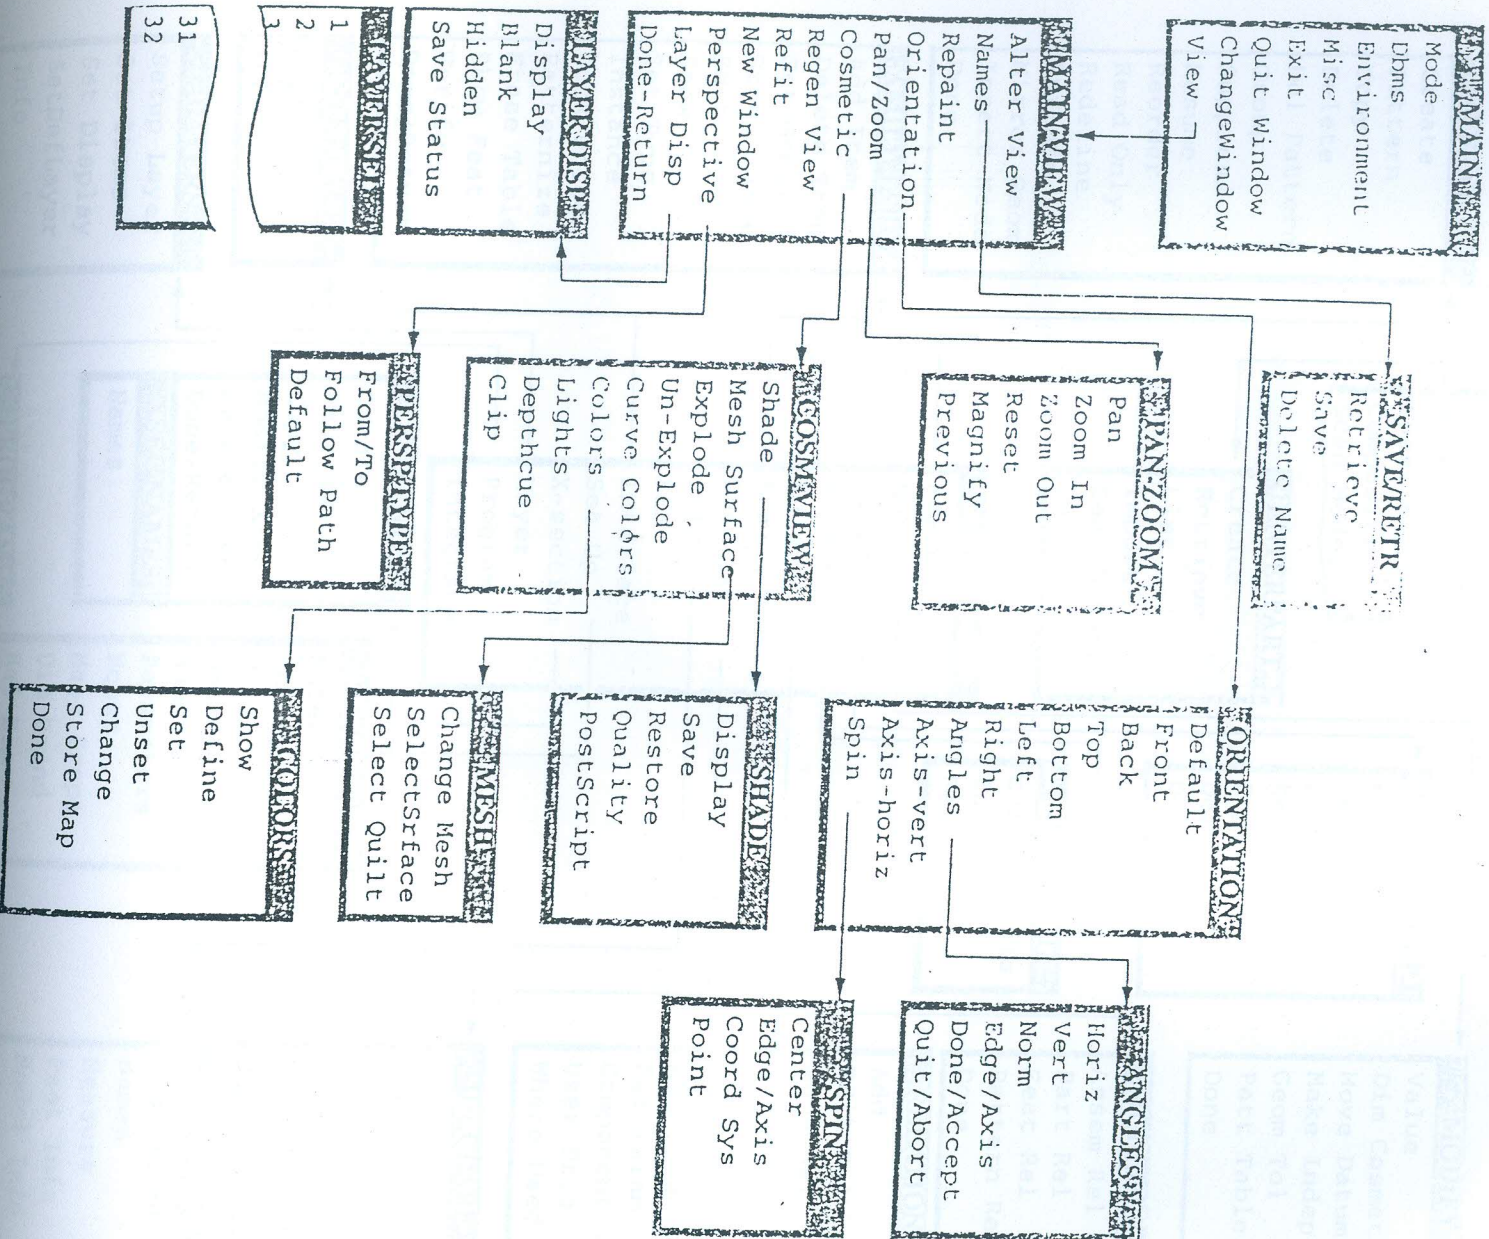 MAIN
Mode
Dbms
Environment
Misc
Exit
Quit Window
ChangeWindow
View
MAIN VIEW
Alter View
Names
Repaint
Orientation
Pan/Zoom
Cosmetic
Regen View
Refit
New Window
Perspective
Layer Disp
Done-Return
LAYER DISP
Display
Blank
Hidden
Save Status
LAYER SEL
1
2
3
31
32
SAVE/RETR
Retrieve
Save
Delete Name
PAN-ZOOM
Pan
Zoom In
Zoom Out
Reset
Magnify
Previous
COSM VIEW
Shade
Mesh Surface
Explode
Un-Explode
Curve Colors
Colors
Lights
Depthcue
Clip
PERSP TYPE
From/To
Follow Path
Default
ORIENTATION
Default
Front
Back
Top
Bottom
Left
Right
Angles
Axis-vert
Axis-horiz
Spin
SHADE
Display
Save
Restore
Quality
PostScript
MESH
Change Mesh
SelectSrface
Select Quilt
COLORS
Show
Define
Set
Unset
Change
Store Map
Done
ANGLES
Horiz
Vert
Norm
Edge/Axis
Done/Accept
Quit/Abort
SPIN
Center
Edge/Axis
Coord Sys
Point